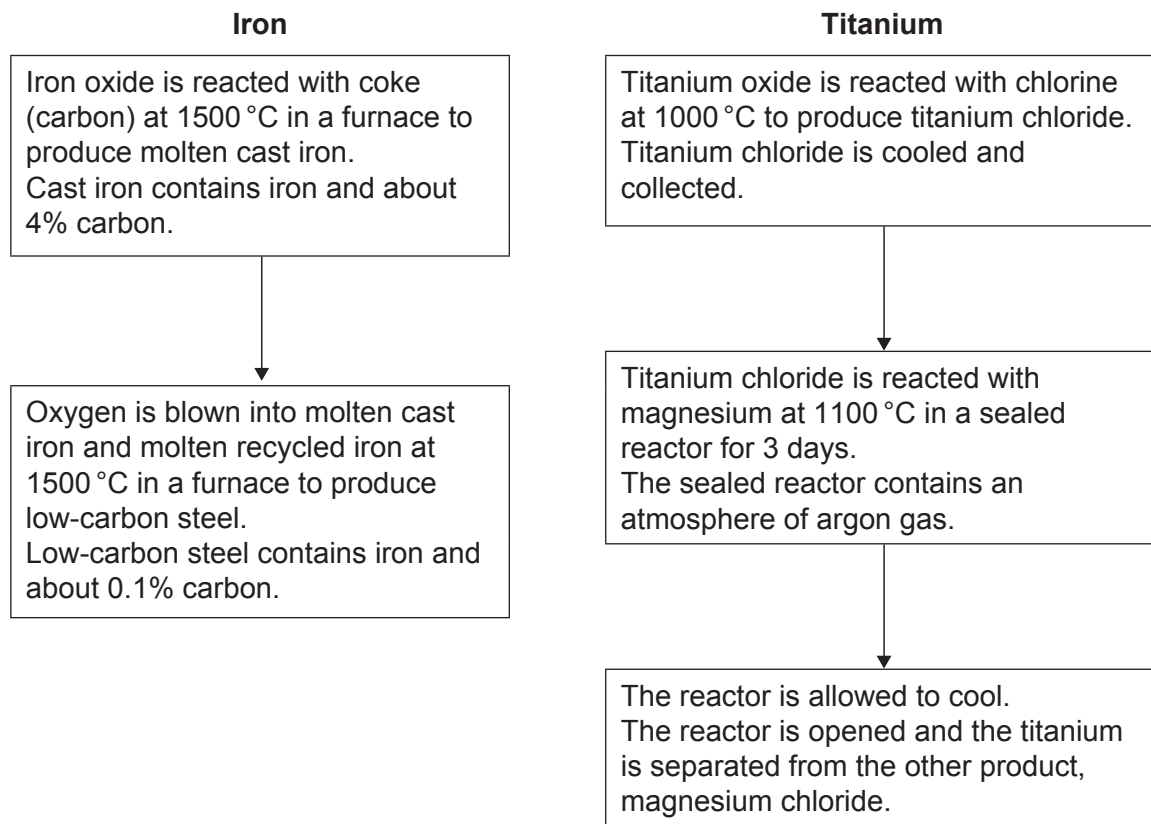 Iron
Iron oxide is reacted with coke
(carbon) at 1500 °C in a furnace to
produce molten cast iron.
Cast iron contains iron and about
4% carbon.
Oxygen is blown into molten cast
iron and molten recycled iron at
1500 °C in a furnace to produce
low-carbon steel.
Low-carbon steel contains iron and
about 0.1% carbon.
Titanium
Titanium oxide is reacted with chlorine
at 1000 °C to produce titanium chloride.
Titanium chloride is cooled and
collected.
Titanium chloride is reacted with
magnesium at 1100 °C in a sealed
reactor for 3 days.
The sealed reactor contains an
atmosphere of argon gas.
The reactor is allowed to cool.
The reactor is opened and the titanium
is separated from the other product,
magnesium chloride.